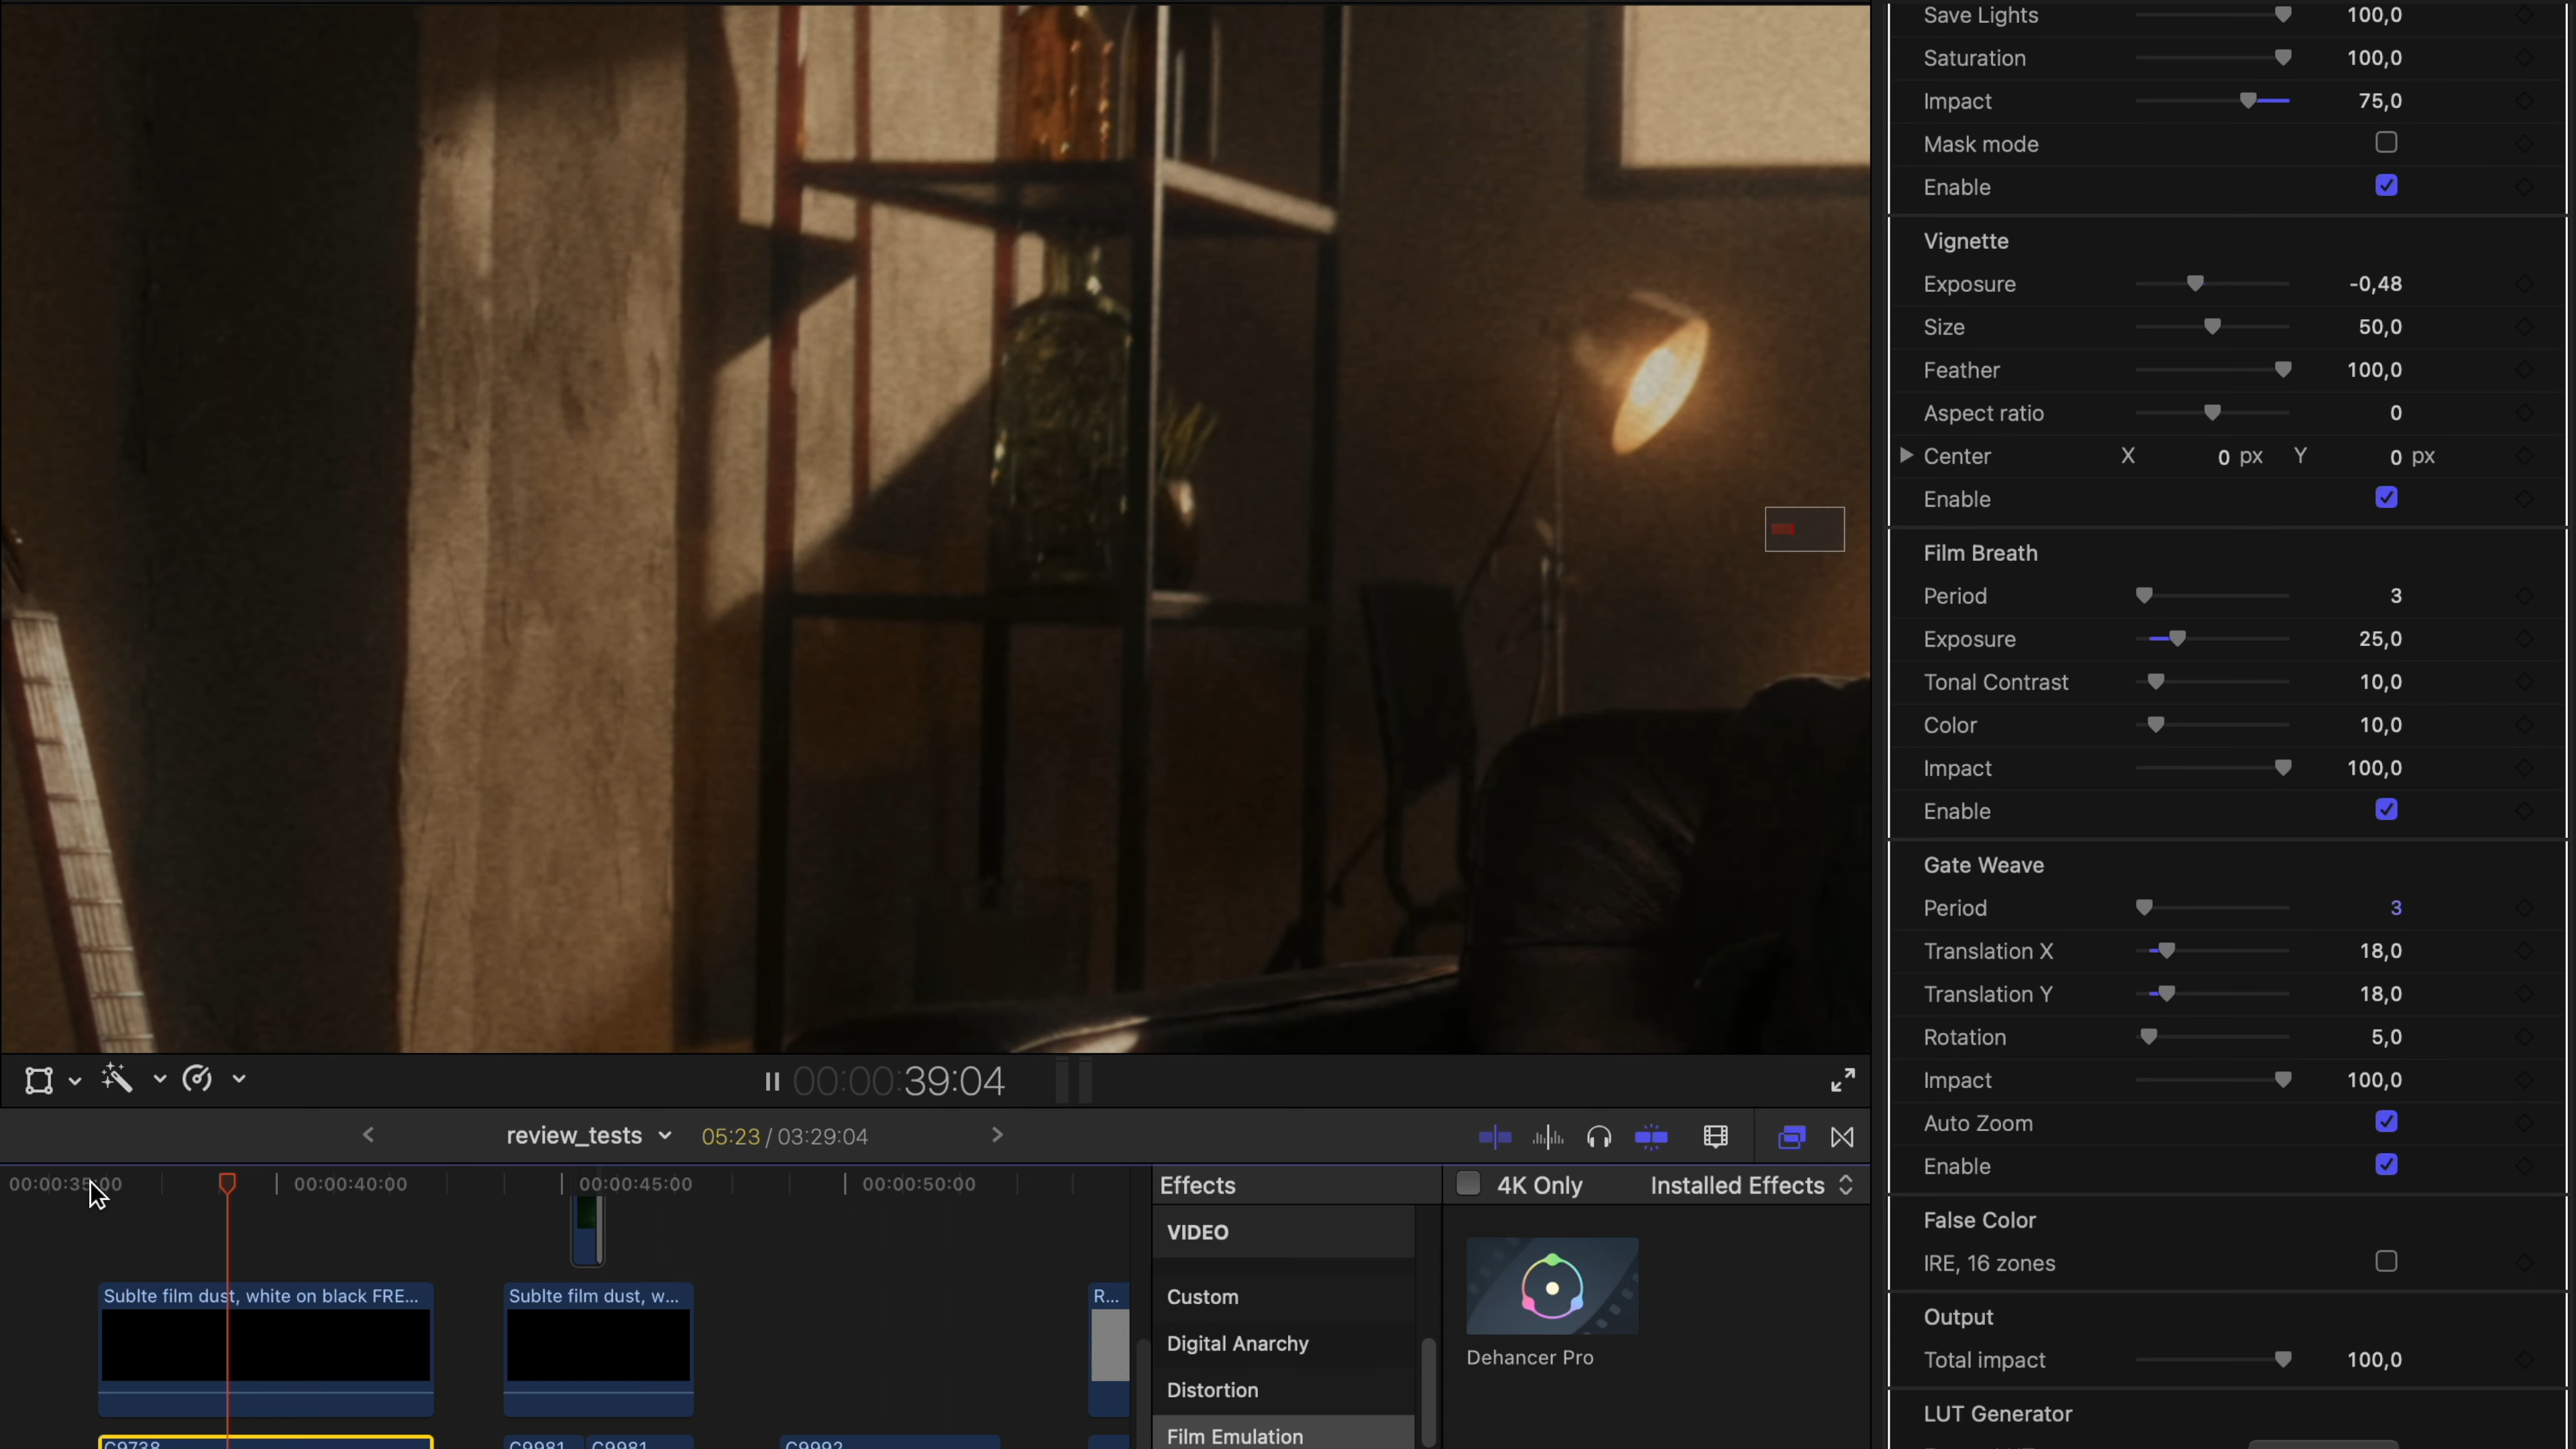 Save Lights 100,0
Saturation 100,0
Impact 75,0
Mask mode
Enable
Vignette
Exposure -0,48
Size 50,0
Feather 100,0
Aspect ratio 0
Center X 0 px Y 0 px
Enable
Film Breath
Period 3
Exposure 25,0
Tonal Contrast 10,0
Color 10,0
Impact 100,0
Enable
Gate Weave
Period 3
Translation X 18,0
Translation Y 18,0
Rotation 5,0
Impact 100,0
Auto Zoom
Enable
False Color
IRE, 16 zones
Output
Total impact 100,0
LUT Generator
00:00:39:04
review_tests 05:23 / 03:29:04
00:00:35:00 00:00:40:00 00:00:45:00 00:00:50:00
Sublte film dust, white on black FRE... Sublte film dust, w... R...
C9738 C9981 C9981 C9992
Effects 4K Only Installed Effects
VIDEO
Custom
Digital Anarchy
Distortion
Film Emulation
Dehancer Pro